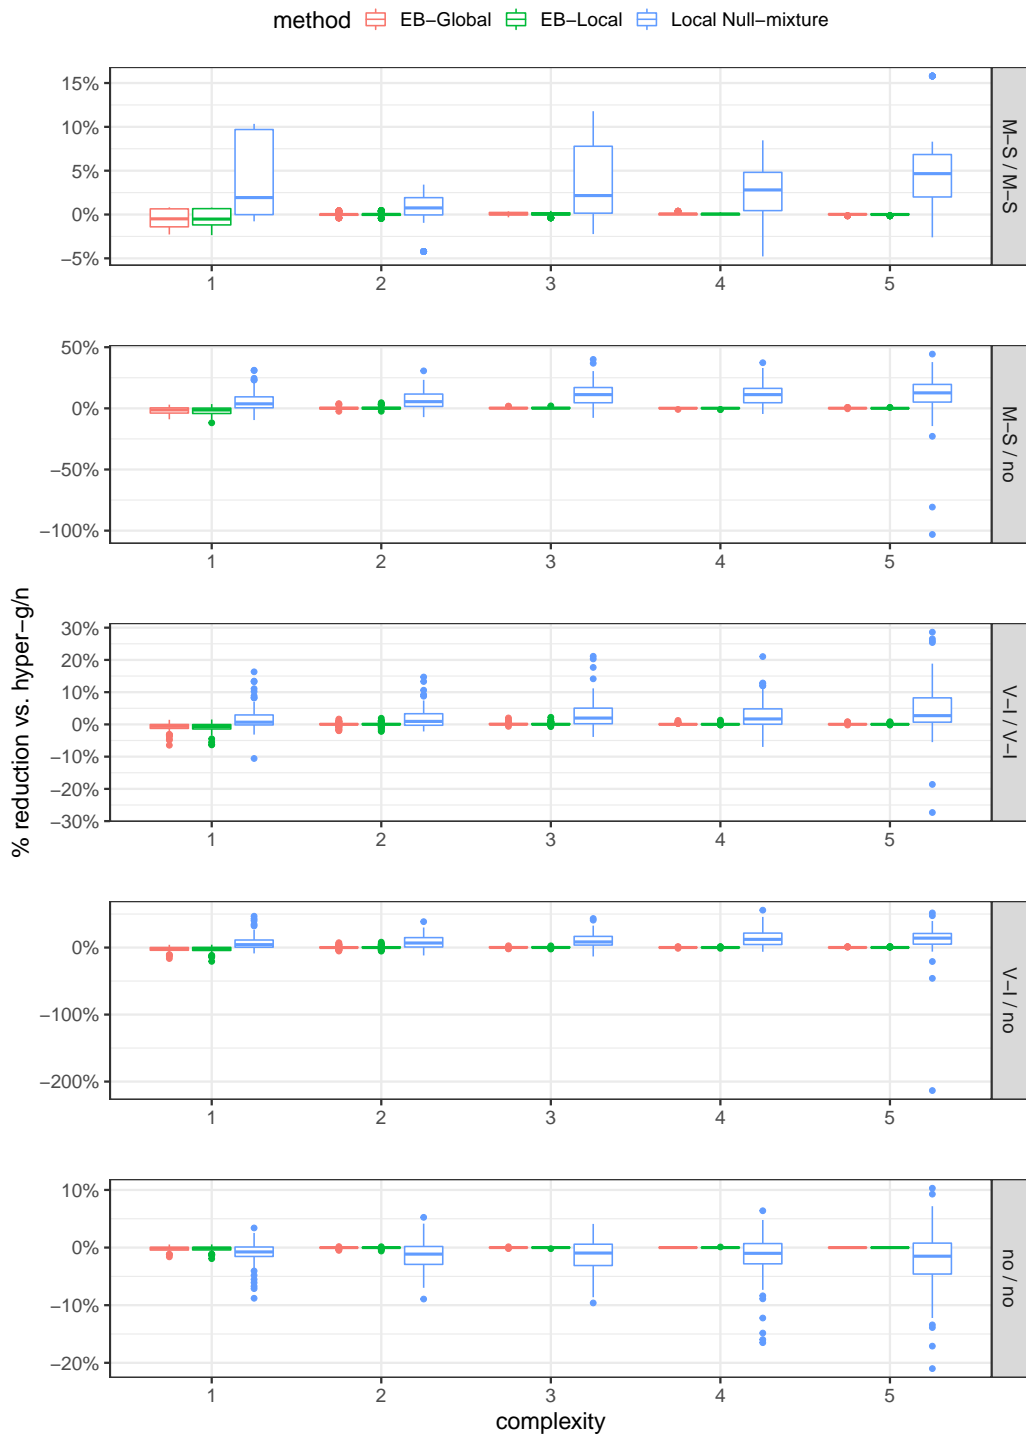 method EB−Global EB−Local Local Null−mixture
15%
10%
5%
0%
−5%
M−S / M−S
1 2 3 4 5
50%
0%
−50%
−100%
M−S / no
1 2 3 4 5
% reduction vs. hyper−g/n
30%
20%
10%
0%
−10%
−20%
−30%
V−I / V−I
1 2 3 4 5
0%
−100%
−200%
V−I / no
1 2 3 4 5
10%
0%
−10%
−20%
no / no
1 2 3 4 5
complexity